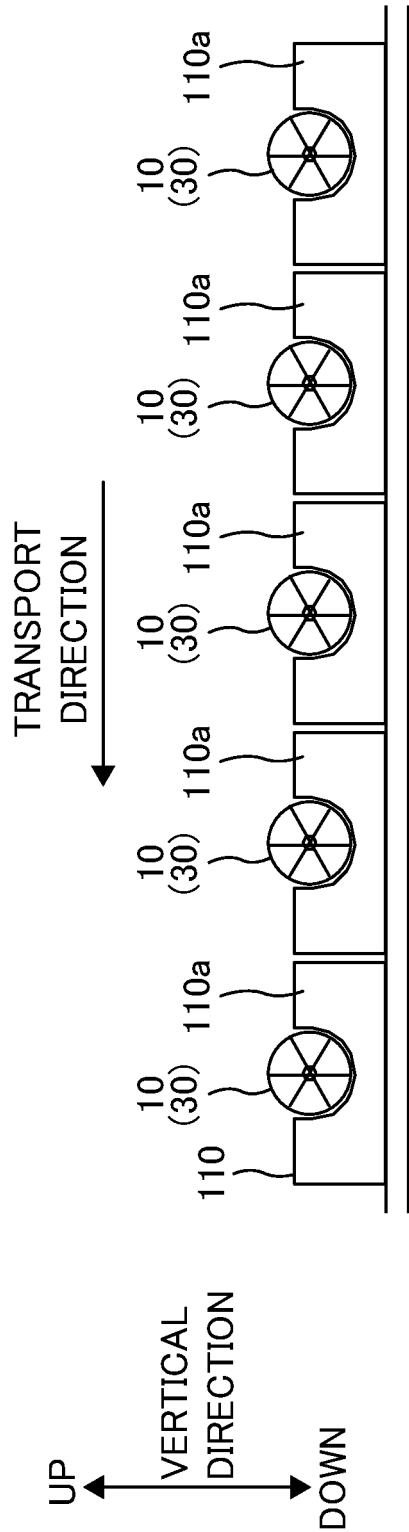 TRANSPORT
DIRECTION
UP
VERTICAL
DIRECTION
DOWN
110
10
(30)
110a
10
(30)
110a
10
(30)
110a
10
(30)
110a
10
(30)
110a